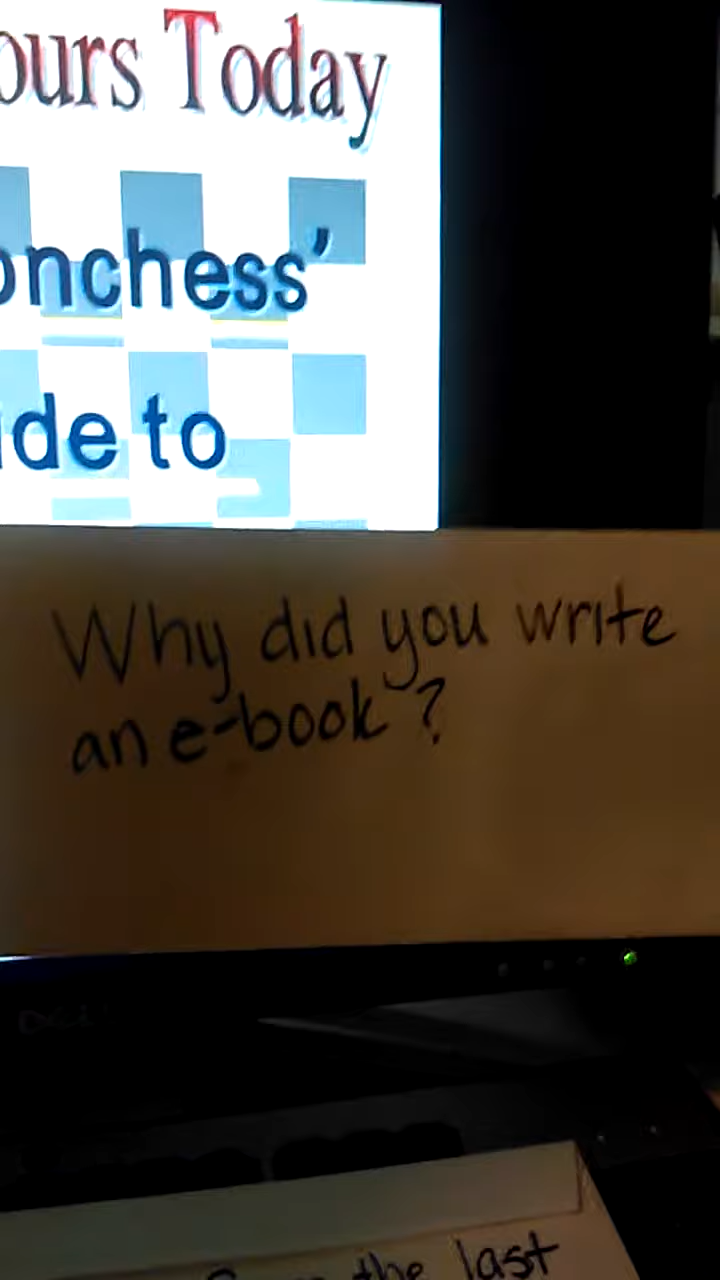 ours Today
onchess'
ide to
Why did you write
an e-book?
the last